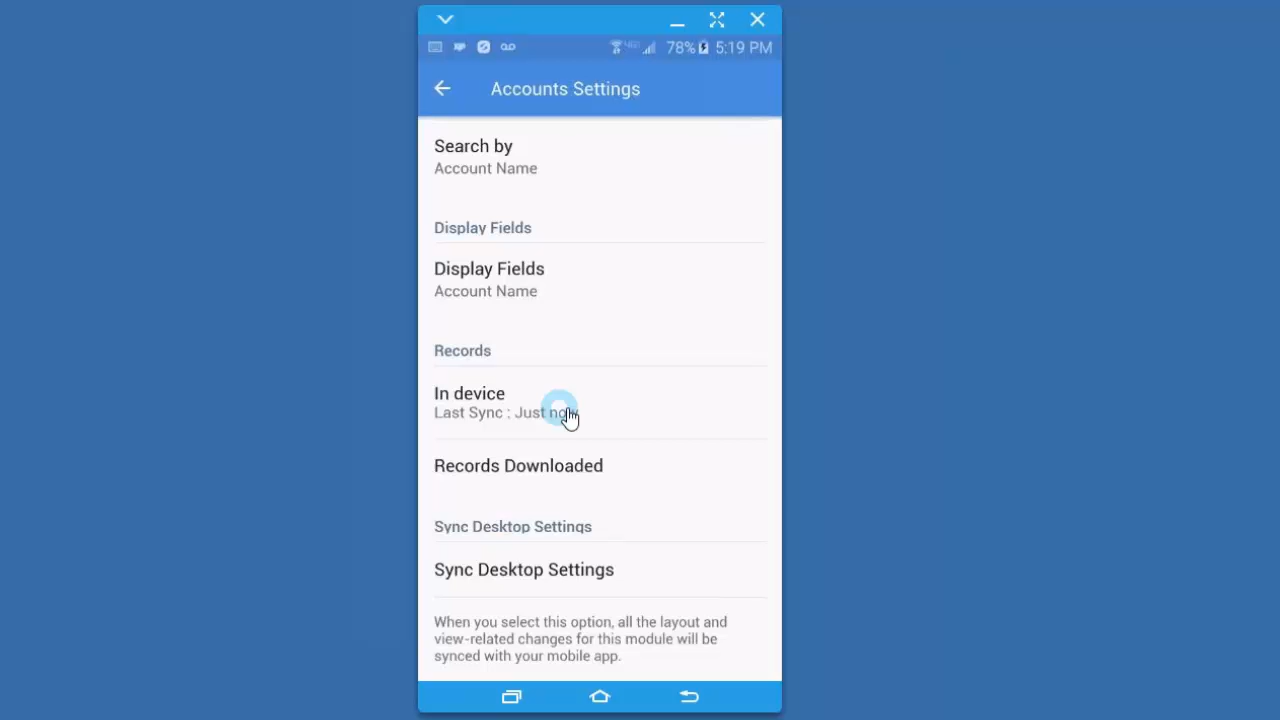 78% 5:19 PM
Accounts Settings
Search by
Account Name
Display Fields
Display Fields
Account Name
Records
In device
Last Sync : Just now
Records Downloaded
Sync Desktop Settings
Sync Desktop Settings
When you select this option, all the layout and
view-related changes for this module will be
synced with your mobile app.